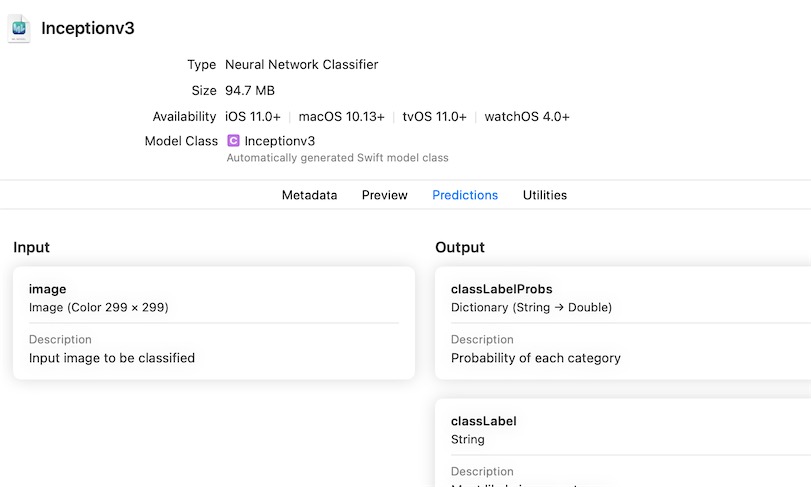 Inceptionv3
Type Neural Network Classifier
Size 94.7 MB
Availability iOS 11.0+ | macOS 10.13+ | tvOS 11.0+ | watchOS 4.0+
Model Class C Inceptionv3
Automatically generated Swift model class
Metadata Preview Predictions Utilities
Input
image
Image (Color 299 × 299)
Description
Input image to be classified
Output
classLabelProbs
Dictionary (String → Double)
Description
Probability of each category
classLabel
String
Description